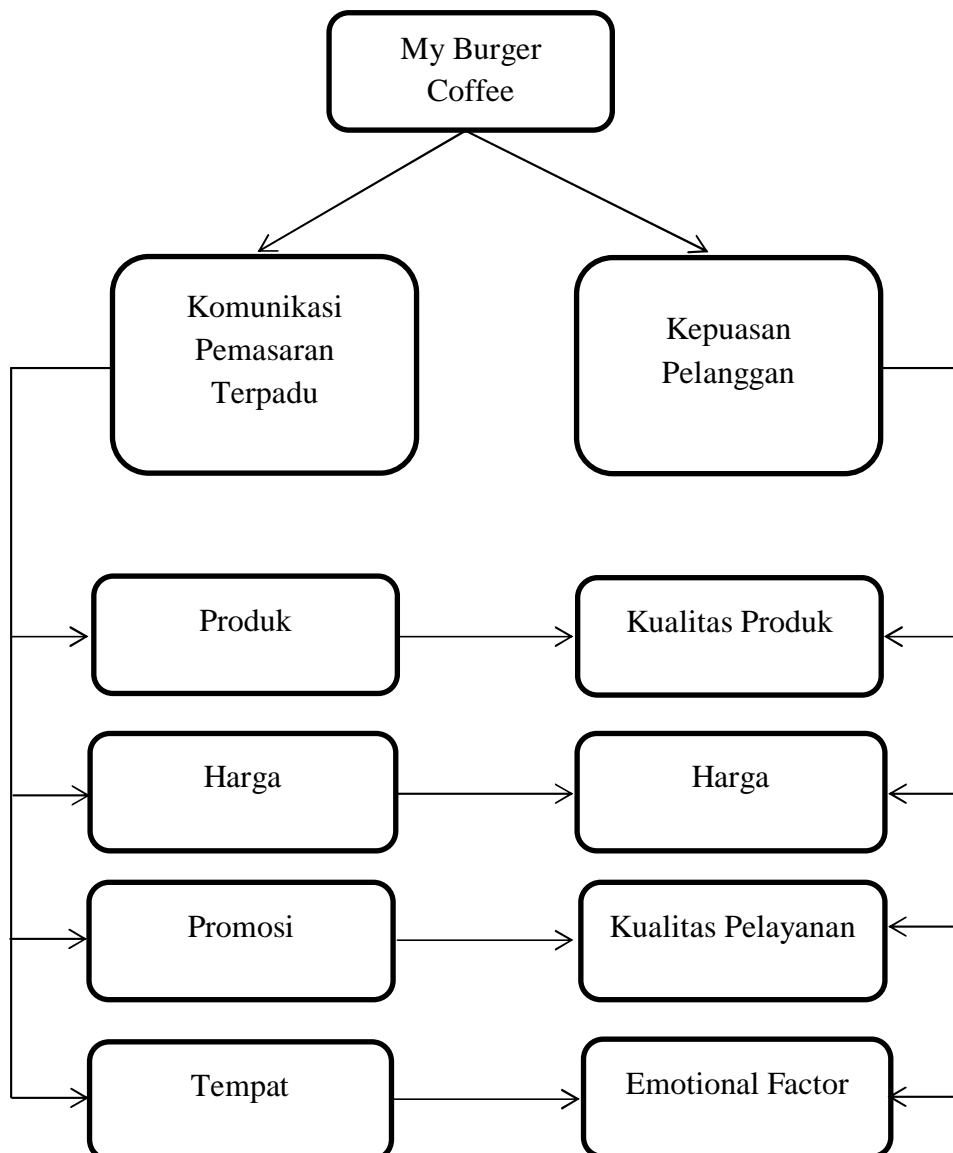 My Burger
Coffee
Komunikasi
Pemasaran
Terpadu
Kepuasan
Pelanggan
Produk
Kualitas Produk
Harga
Harga
Promosi
Kualitas Pelayanan
Tempat
Emotional Factor